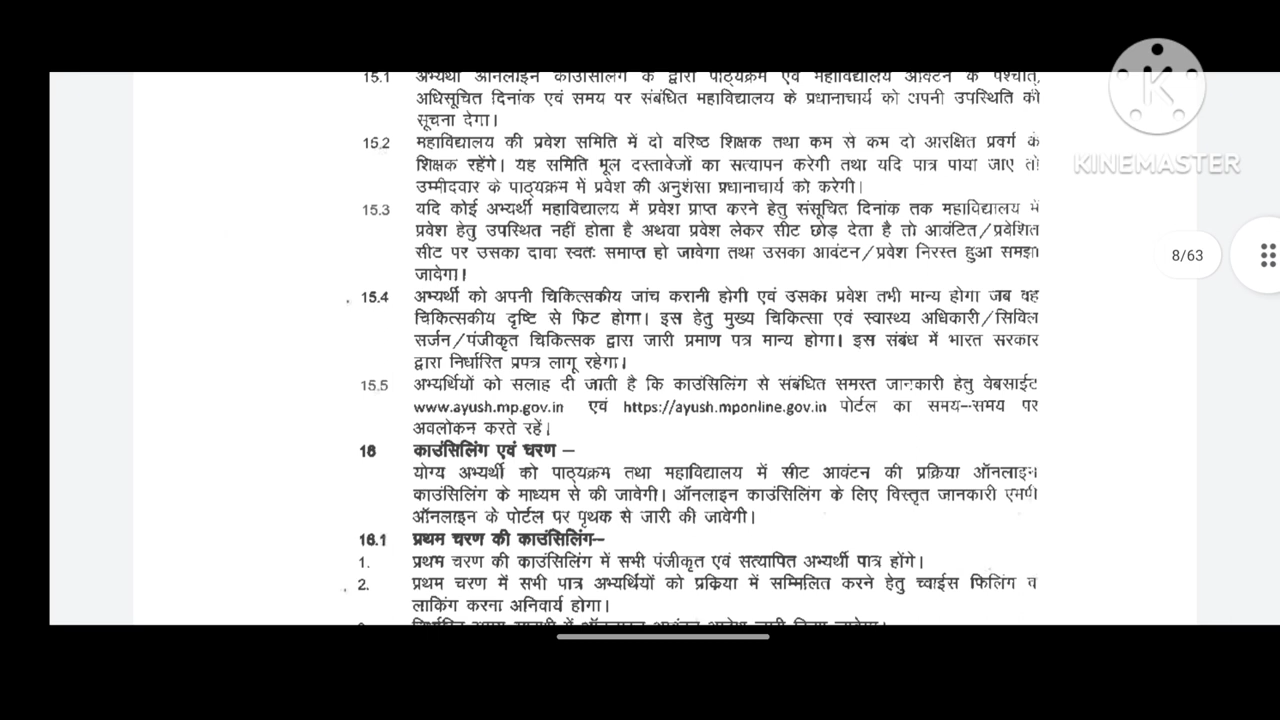 15.1 अभ्यर्थी ऑनलाइन काउंसिलिंग के द्वारा पाठ्यक्रम एवं महाविद्यालय आवंटन के पश्चात्,
अधिसूचित दिनांक एवं समय पर संबंधित महाविद्यालय के प्रधानाचार्य को अपनी उपस्थिति की
सूचना देगा।
15.2 महाविद्यालय की प्रवेश समिति में दो वरिष्ठ शिक्षक तथा कम से कम दो आरक्षित प्रवर्ग के
शिक्षक रहेंगे। यह समिति मूल दस्तावेजों का सत्यापन करेगी तथा यदि पात्र पाया जाए तो
उम्मीदवार के पाठ्यक्रम में प्रवेश की अनुशंसा प्रधानाचार्य को करेगी।
15.3 यदि कोई अभ्यर्थी महाविद्यालय में प्रवेश प्राप्त करने हेतु संसूचित दिनांक तक महाविद्यालय में
प्रवेश हेतु उपस्थित नहीं होता है अथवा प्रवेश लेकर सीट छोड़ देता है तो आवंटित/प्रवेशित
सीट पर उसका दावा स्वतः समाप्त हो जावेगा तथा उसका आवंटन/प्रवेश निरस्त हुआ समझा
जावेगा।
15.4 अभ्यर्थी को अपनी चिकित्सकीय जांच करानी होगी एवं उसका प्रवेश तभी मान्य होगा जब वह
चिकित्सकीय दृष्टि से फिट होगा। इस हेतु मुख्य चिकित्सा एवं स्वास्थ्य अधिकारी/सिविल
सर्जन/पंजीकृत चिकित्सक द्वारा जारी प्रमाण पत्र मान्य होगा। इस संबंध में भारत सरकार
द्वारा निर्धारित प्रपत्र लागू रहेगा।
15.5 अभ्यर्थियों को सलाह दी जाती है कि काउंसिलिंग से संबंधित समस्त जानकारी हेतु वेबसाईट
www.ayush.mp.gov.in एवं https://ayush.mponline.gov.in पोर्टल का समय–समय पर
अवलोकन करते रहें।
16 काउंसिलिंग एवं चरण –
योग्य अभ्यर्थी को पाठ्यक्रम तथा महाविद्यालय में सीट आवंटन की प्रक्रिया ऑनलाइन
काउंसिलिंग के माध्यम से की जावेगी। ऑनलाइन काउंसिलिंग के लिए विस्तृत जानकारी एमपी
ऑनलाइन के पोर्टल पर पृथक से जारी की जावेगी।
16.1 प्रथम चरण की काउंसिलिंग–
1. प्रथम चरण की काउंसिलिंग में सभी पंजीकृत एवं सत्यापित अभ्यर्थी पात्र होंगे।
2. प्रथम चरण में सभी पात्र अभ्यर्थियों को प्रक्रिया में सम्मिलित करने हेतु च्वाईस फिलिंग व
लाकिंग करना अनिवार्य होगा।
KINEMASTER
8/63